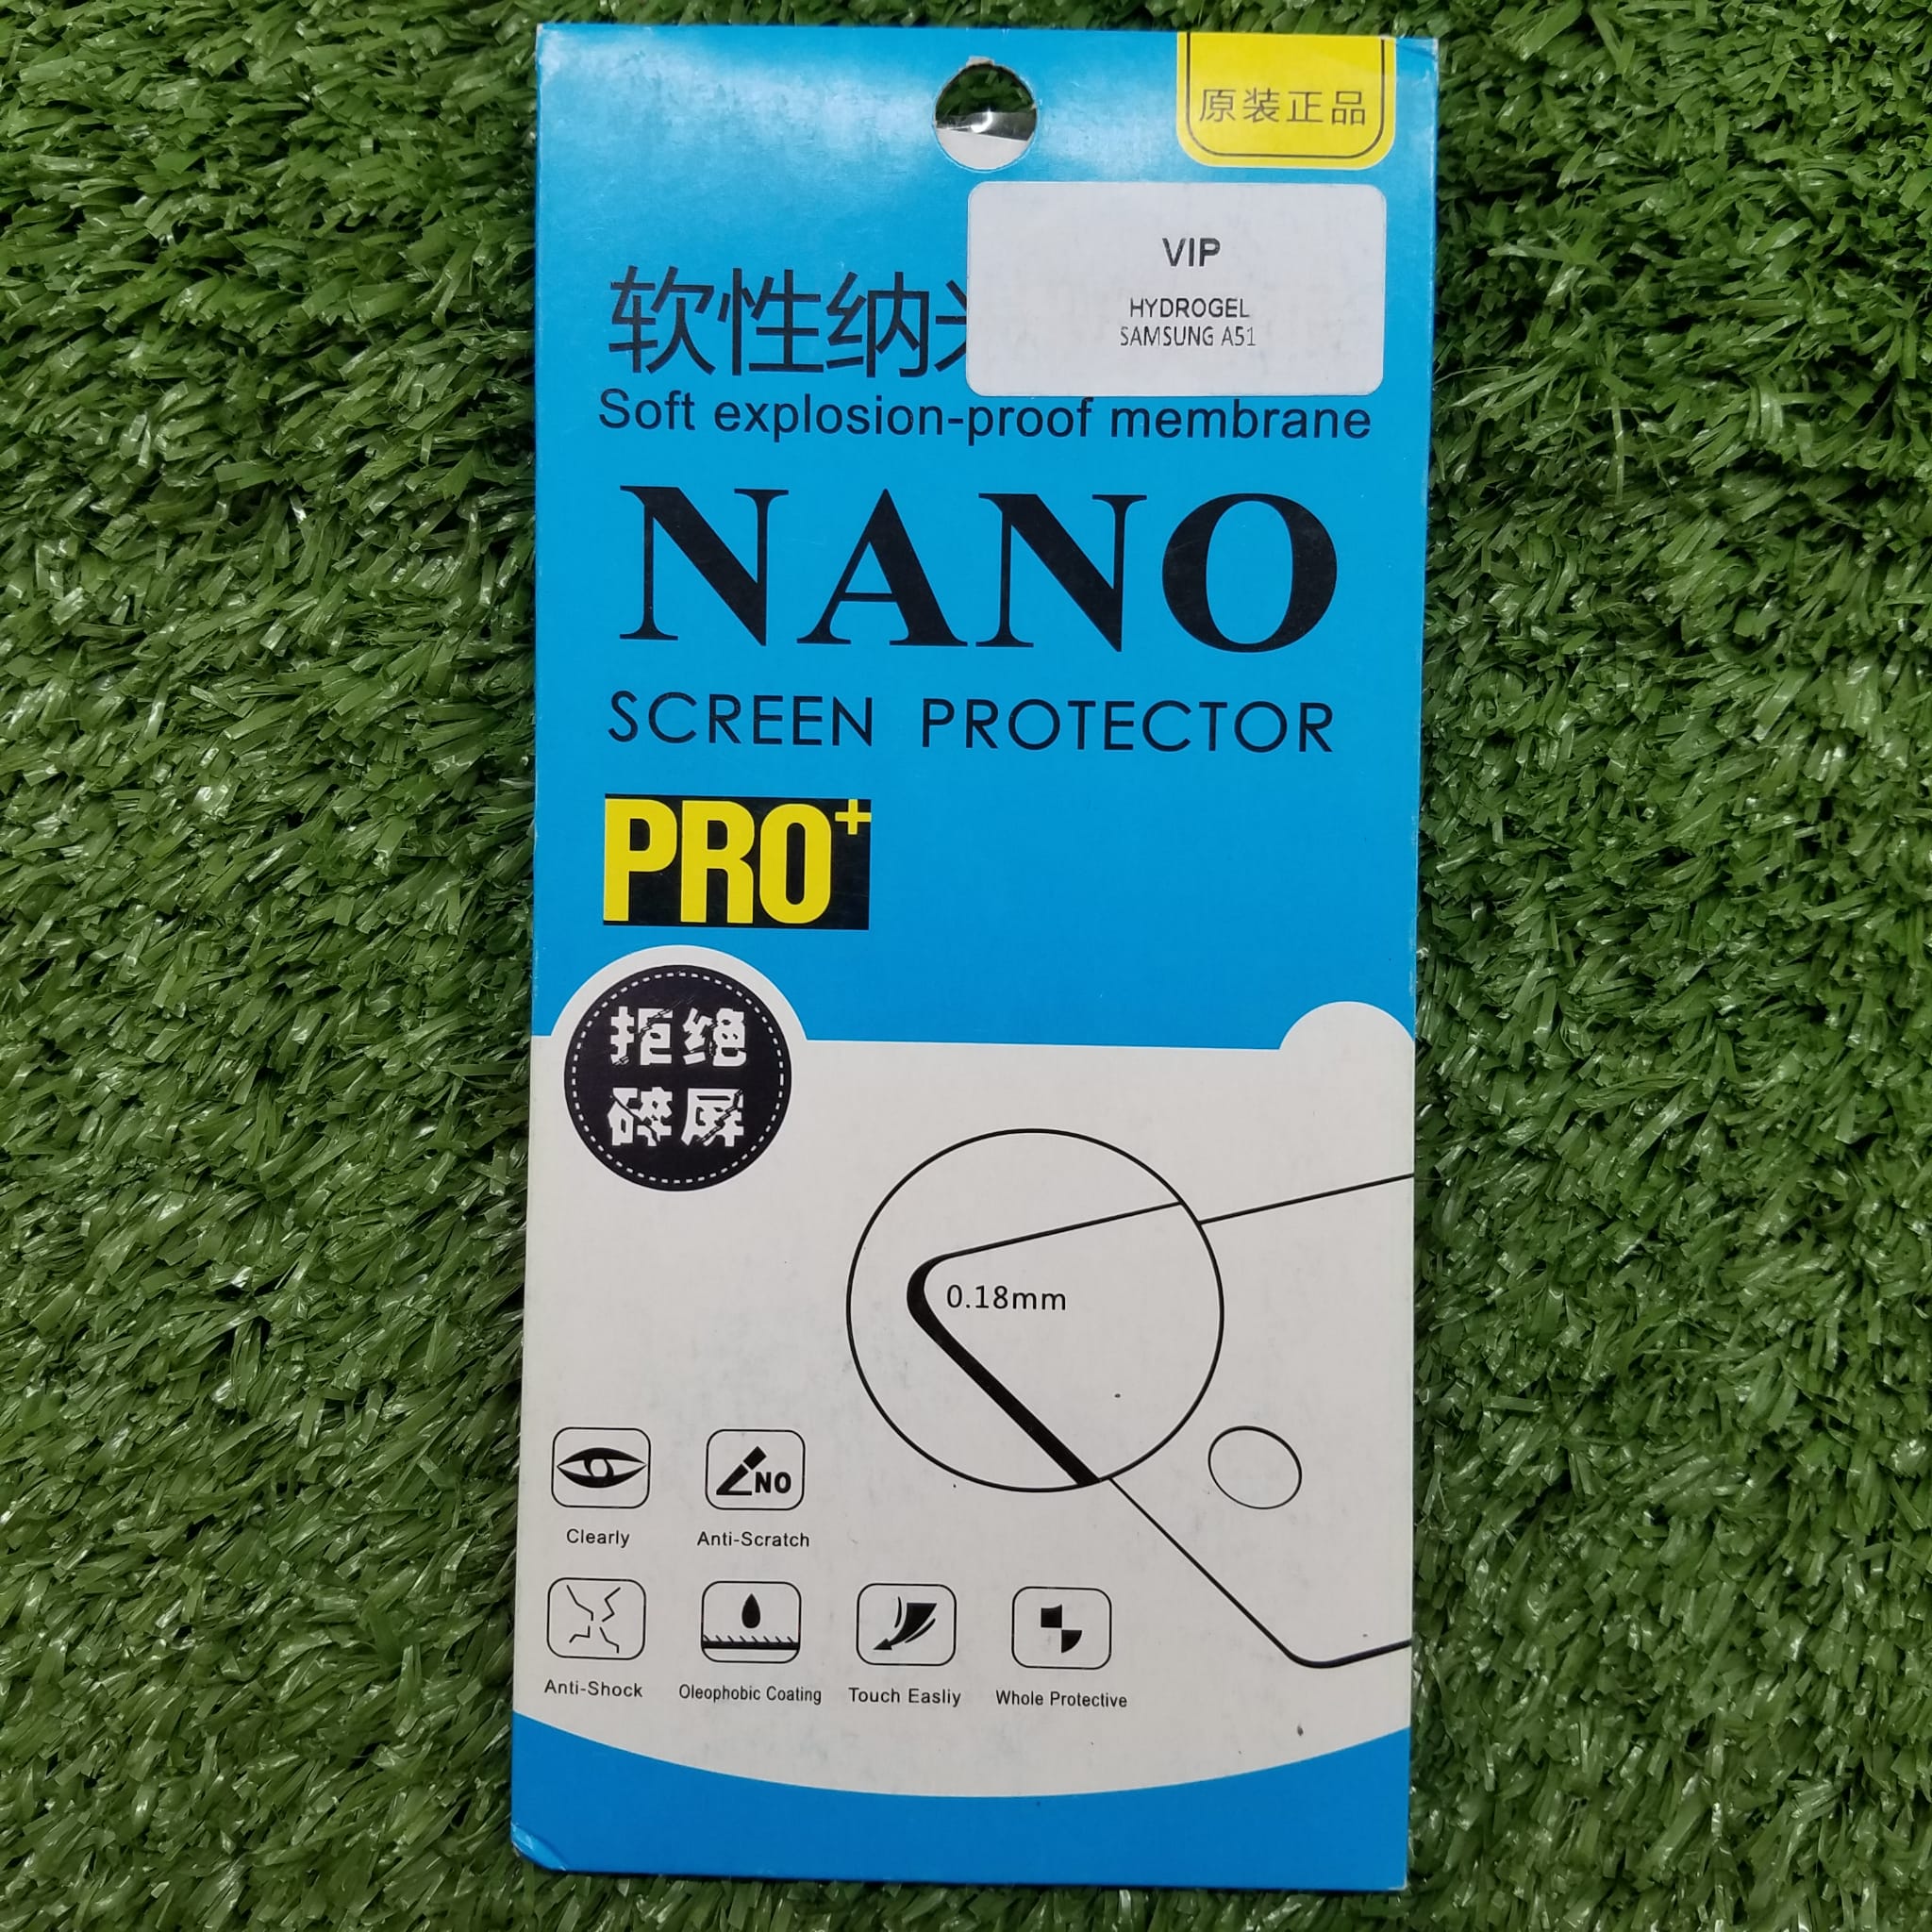 原装正品
VIP
HYDROGEL
SAMSUNG A51
软性纳米
Soft explosion-proof membrane
NANO
SCREEN PROTECTOR
PRO+
拒绝
碎屏
0.18mm
NO
Clearly
Anti-Scratch
Anti-Shock
Oleophobic Coating
Touch Easliy
Whole Protective